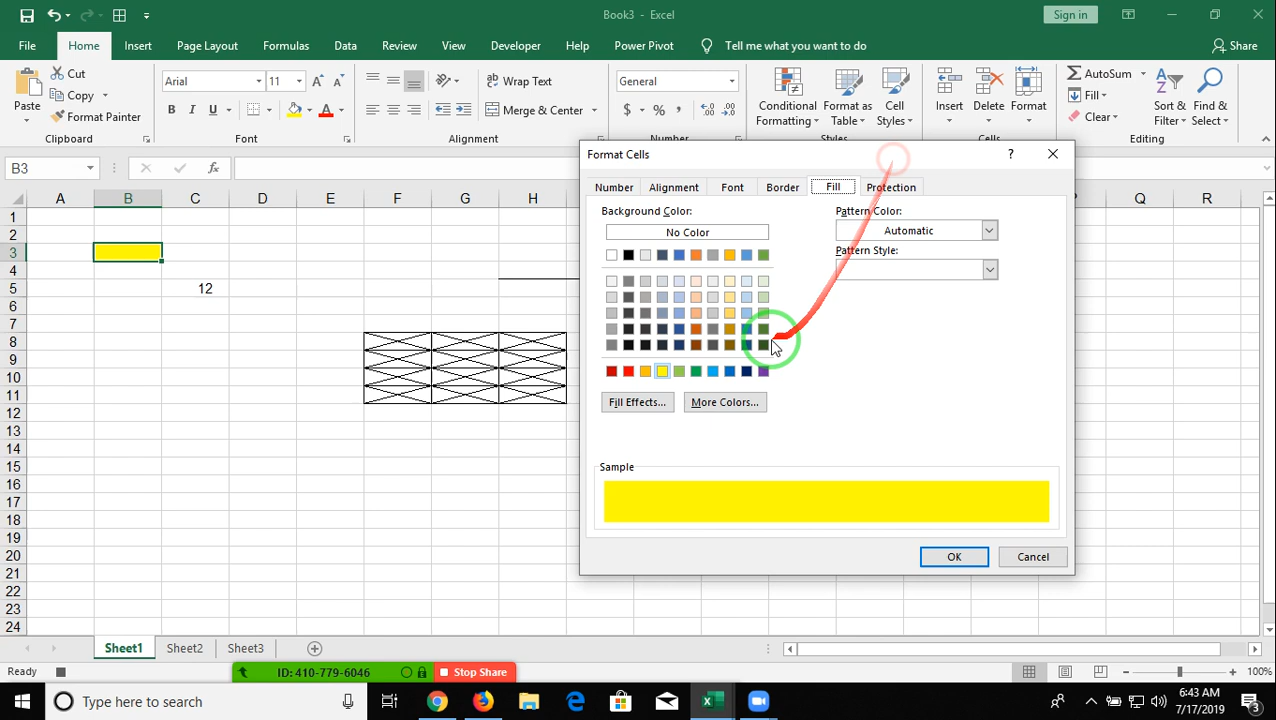 Book3 - Excel
Sign in
File Home Insert Page Layout Formulas Data Review View Developer Help Power Pivot Tell me what you want to do Share
Paste
Cut
Copy
Format Painter
Clipboard
Arial 11
B I U
Font
Wrap Text
Merge & Center
Alignment
General
$ % ,
Number
Conditional Formatting
Format as Table
Cell Styles
Styles
Insert Delete Format
Cells
AutoSum
Fill
Clear
Sort & Filter
Find & Select
Editing
B3 fx
A B C D E F G H Q R
1
2
3
4
5 12
6
7
8
9
10
11
12
13
14
15
16
17
18
19
20
21
22
23
24
Format Cells ?
Number Alignment Font Border Fill Protection
Background Color:
No Color
Pattern Color:
Automatic
Pattern Style:
Fill Effects... More Colors...
Sample
OK Cancel
Sheet1 Sheet2 Sheet3
Ready
ID: 410-779-6046 Stop Share
100%
Type here to search
6:43 AM
7/17/2019
3